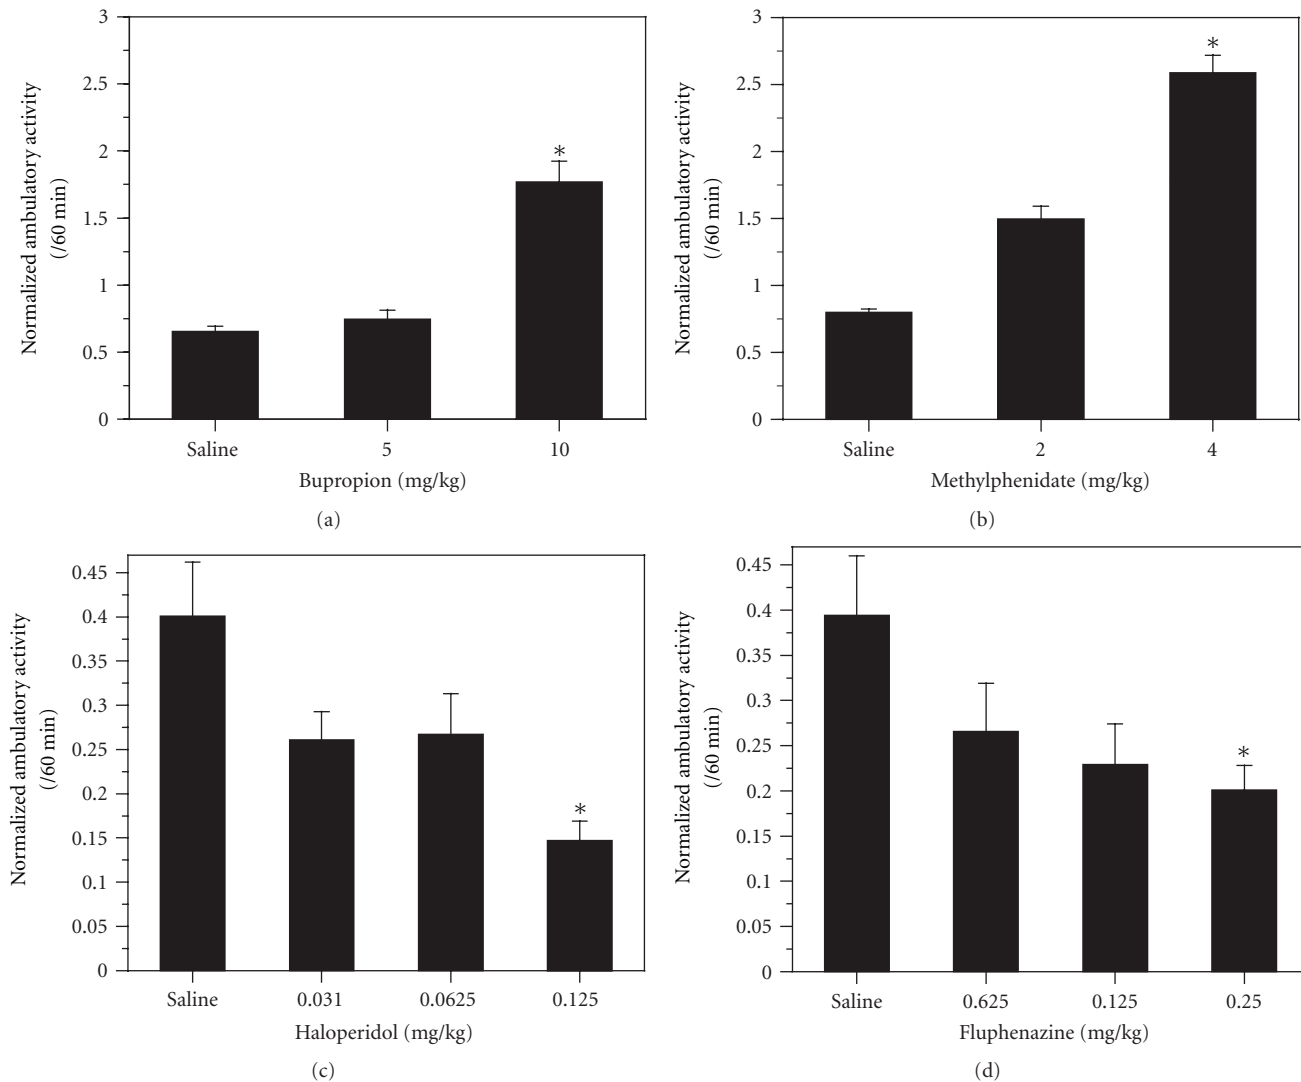 3
2.5
2
1.5
1
0.5
0
Normalized ambulatory activity
(/60 min)
*
Saline 5 10
Bupropion (mg/kg)
(a)
3
2.5
2
1.5
1
0.5
0
Normalized ambulatory activity
(/60 min)
*
Saline 2 4
Methylphenidate (mg/kg)
(b)
0.45
0.4
0.35
0.3
0.25
0.2
0.15
0.1
0.05
0
Normalized ambulatory activity
(/60 min)
*
Saline 0.031 0.0625 0.125
Haloperidol (mg/kg)
(c)
0.45
0.4
0.35
0.3
0.25
0.2
0.15
0.1
0.05
0
Normalized ambulatory activity
(/60 min)
*
Saline 0.625 0.125 0.25
Fluphenazine (mg/kg)
(d)